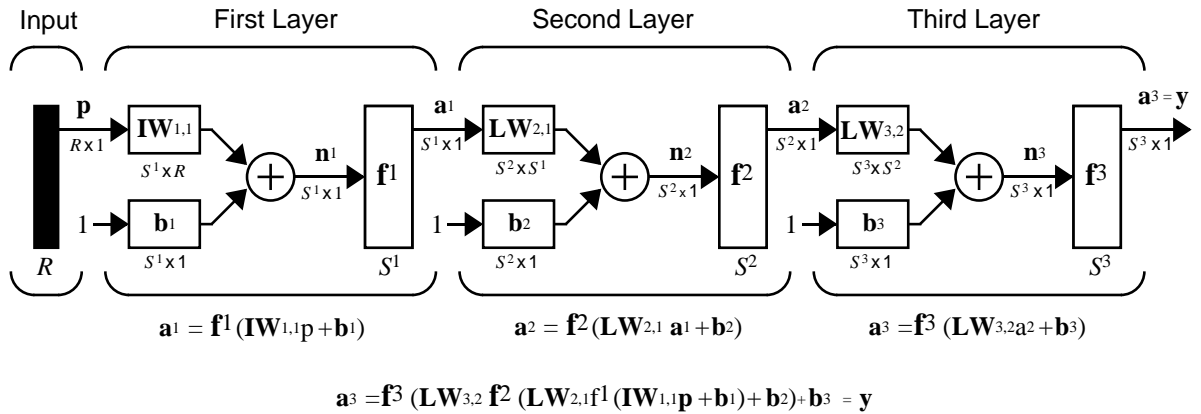 Input First Layer Second Layer Third Layer
p a1 a2 a3 = y
IW1,1 LW2,1 LW3,2
R x 1 S1 x 1 S2 x 1 S3 x 1
n1 n2 n3
S1 x R S2 x S1 S3 x S2
f1 f2 f3
S1 x 1 S2 x 1 S3 x 1
1 b1 1 b2 1 b3
S1 x 1 S2 x 1 S3 x 1
R S1 S2 S3
a1 = f1 (IW1,1p +b1) a2 = f2 (LW2,1 a1+b2) a3 =f3 (LW3,2a2+b3)
a3 =f3 (LW3,2 f2 (LW2,1f1 (IW1,1p +b1)+ b2)+b3 = y